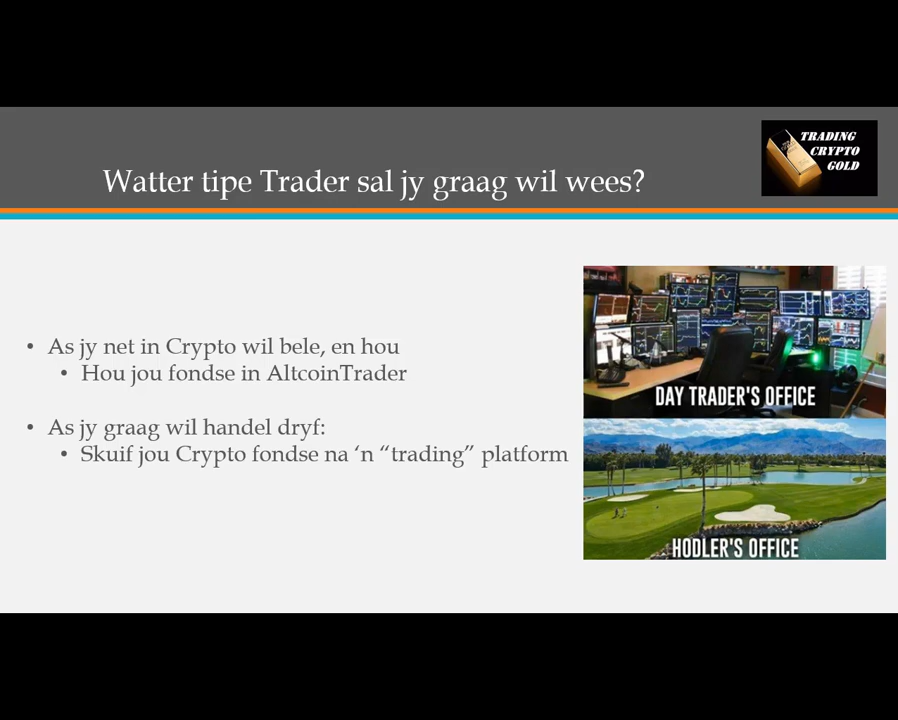 Watter tipe Trader sal jy graag wil wees?
TRADING
CRYPTO
GOLD
• As jy net in Crypto wil bele, en hou
• Hou jou fondse in AltcoinTrader
• As jy graag wil handel dryf:
• Skuif jou Crypto fondse na ‘n “trading” platform
DAY TRADER'S OFFICE
HODLER'S OFFICE